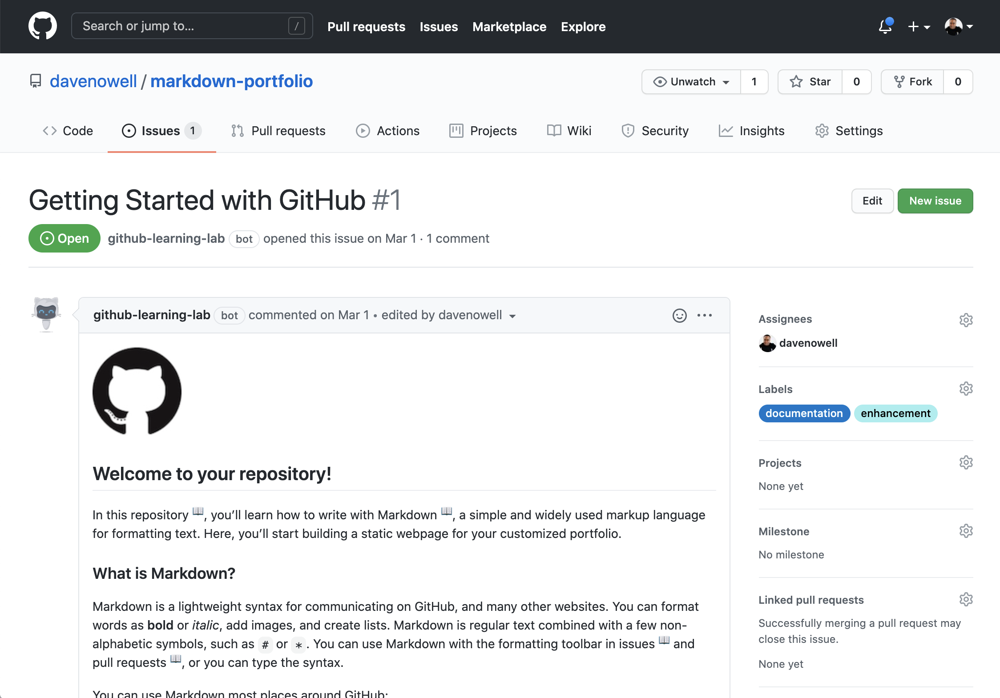 Search or jump to... /
Pull requests Issues Marketplace Explore
davenowell / markdown-portfolio
Unwatch 1 Star 0 Fork 0
Code Issues 1 Pull requests Actions Projects Wiki Security Insights Settings
Getting Started with GitHub #1
Edit New issue
Open github-learning-lab bot opened this issue on Mar 1 · 1 comment
github-learning-lab bot commented on Mar 1 • edited by davenowell
Welcome to your repository!
In this repository 📖, you’ll learn how to write with Markdown 📖, a simple and widely used markup language
for formatting text. Here, you’ll start building a static webpage for your customized portfolio.
What is Markdown?
Markdown is a lightweight syntax for communicating on GitHub, and many other websites. You can format
words as bold or italic, add images, and create lists. Markdown is regular text combined with a few non-
alphabetic symbols, such as # or *. You can use Markdown with the formatting toolbar in issues 📖 and
pull requests 📖, or you can type the syntax.
You can use Markdown most places around GitHub:
Assignees
davenowell
Labels
documentation enhancement
Projects
None yet
Milestone
No milestone
Linked pull requests
Successfully merging a pull request may
close this issue.
None yet